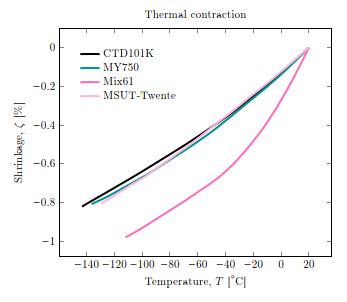 Thermal contraction
Shrinkage, ζ [%]
0
−0.2
−0.4
−0.6
−0.8
−1
CTD101K
MY750
Mix61
MSUT-Twente
−140 −120 −100 −80 −60 −40 −20 0 20
Temperature, T [°C]